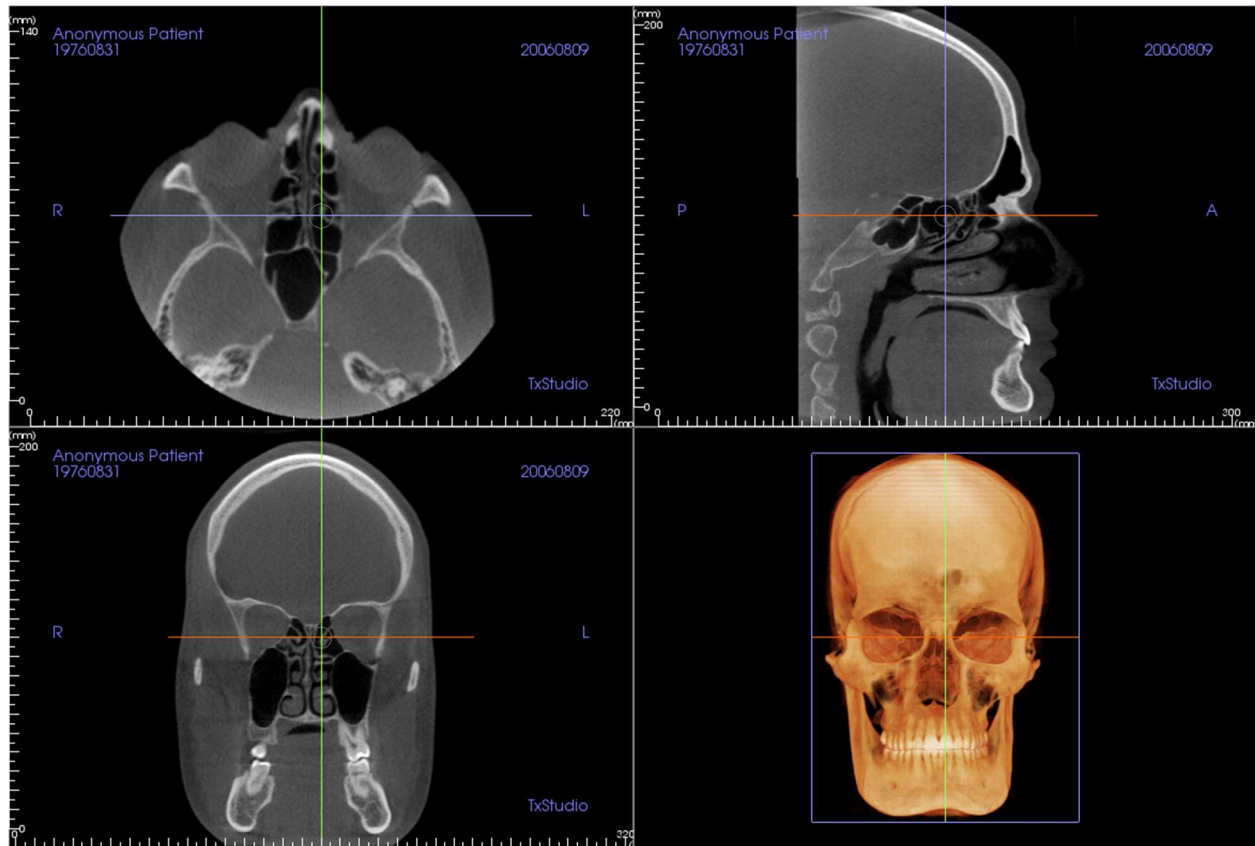 (mm)
140
Anonymous Patient
19760831
20060809
R
L
TxStudio
0
0
220
(mm)
200
Anonymous Patient
19760831
20060809
P
A
TxStudio
0
0
300
(mm)
200
Anonymous Patient
19760831
20060809
R
L
TxStudio
0
0
320